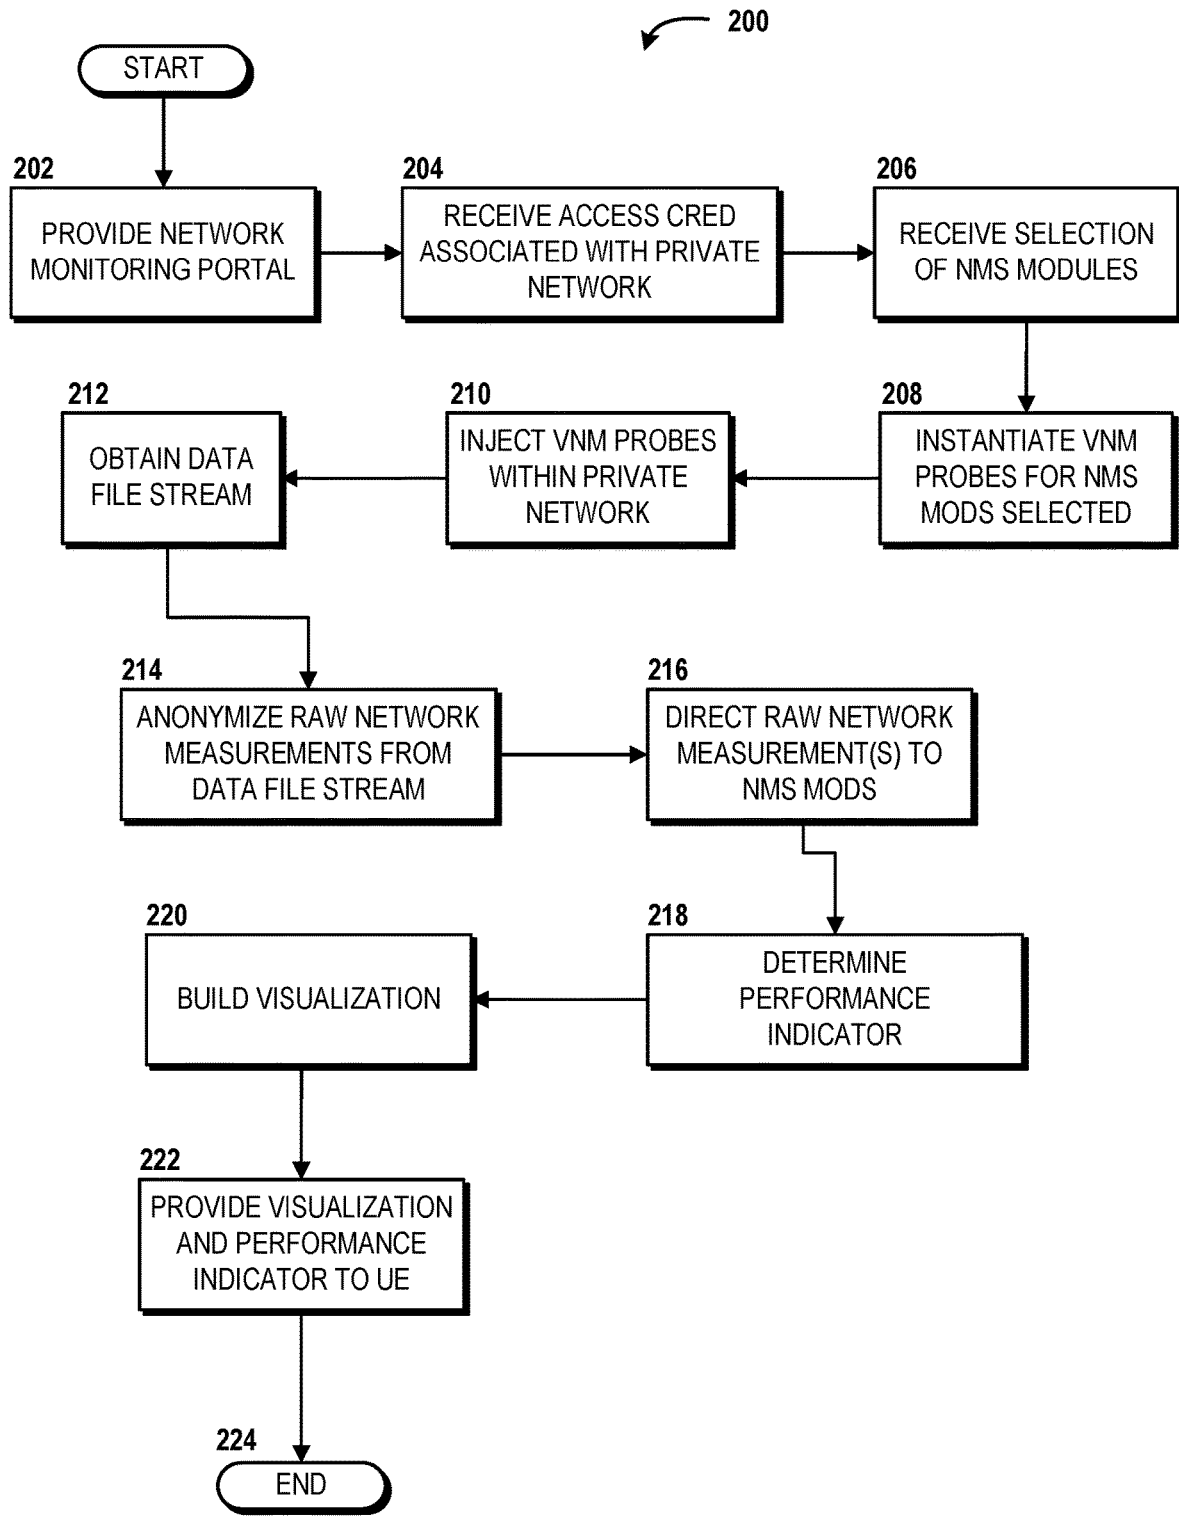 200
START
202
PROVIDE NETWORK
MONITORING PORTAL
204
RECEIVE ACCESS CRED
ASSOCIATED WITH PRIVATE
NETWORK
206
RECEIVE SELECTION
OF NMS MODULES
208
INSTANTIATE VNM
PROBES FOR NMS
MODS SELECTED
210
INJECT VNM PROBES
WITHIN PRIVATE
NETWORK
212
OBTAIN DATA
FILE STREAM
214
ANONYMIZE RAW NETWORK
MEASUREMENTS FROM
DATA FILE STREAM
216
DIRECT RAW NETWORK
MEASUREMENT(S) TO
NMS MODS
218
DETERMINE
PERFORMANCE
INDICATOR
220
BUILD VISUALIZATION
222
PROVIDE VISUALIZATION
AND PERFORMANCE
INDICATOR TO UE
224
END